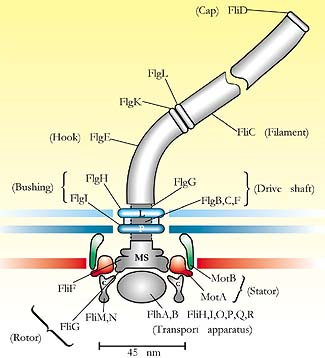 (Cap) FliD
FlgL
FlgK
FliC (Filament)
(Hook) FlgE
FlgH
FlgG
(Bushing)
(Drive shaft)
FlgI
FlgB,C,F
L
P
MS
MotB
FliF
C
C
MotA
(Stator)
FliG
FliM,N
FlhA,B
FliH,I,O,P,Q,R
(Transport apparatus)
(Rotor)
45 nm